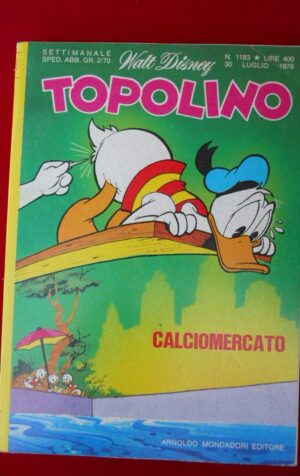 SETTIMANALE
SPED. ABB. GR. 2/70
Walt Disney
N. 1183 ★ LIRE 400
30 LUGLIO 1978
TOPOLINO
CALCIOMERCATO
ARNOLDO MONDADORI EDITORE